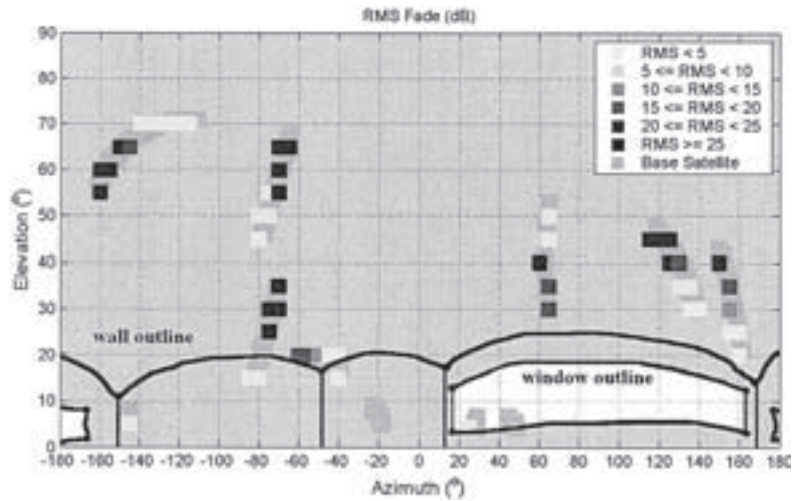 RMS Fade (dB)
90
80
70
60
50
40
30
20
10
0
Elevation (º)
RMS < 5
5 <= RMS < 10
10 <= RMS < 15
15 <= RMS < 20
20 <= RMS < 25
RMS >= 25
Base Satellite
wall outline
window outline
-180 -160 -140 -120 -100 -80 -60 -40 -20 0 20 40 60 80 100 120 140 160 180
Azimuth (º)